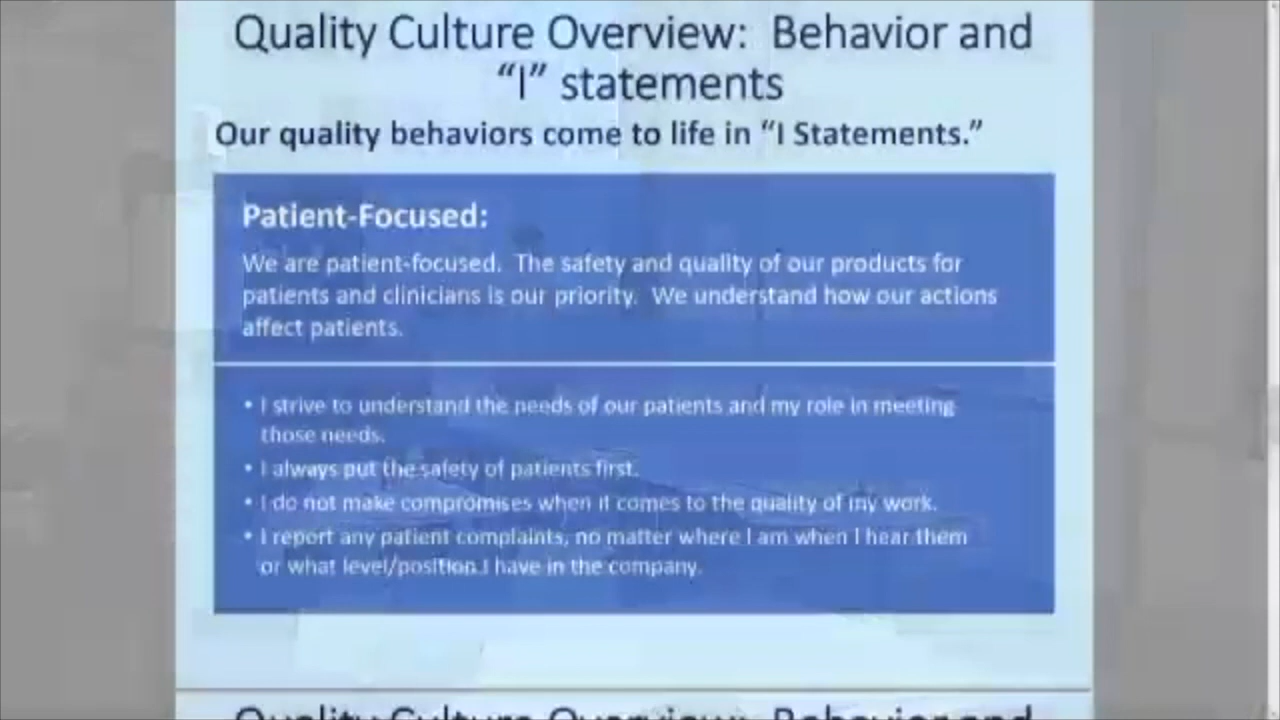 Quality Culture Overview:  Behavior and
“I” statements
Our quality behaviors come to life in “I Statements.”
Patient-Focused:
We are patient-focused.  The safety and quality of our products for
patients and clinicians is our priority.  We understand how our actions
affect patients.
• I strive to understand the needs of our patients and my role in meeting
those needs.
• I always put the safety of patients first.
• I do not make compromises when it comes to the quality of my work.
• I report any patient complaints, no matter where I am when I hear them
or what level/position I have in the company.
Quality Culture Overview:  Behavior and